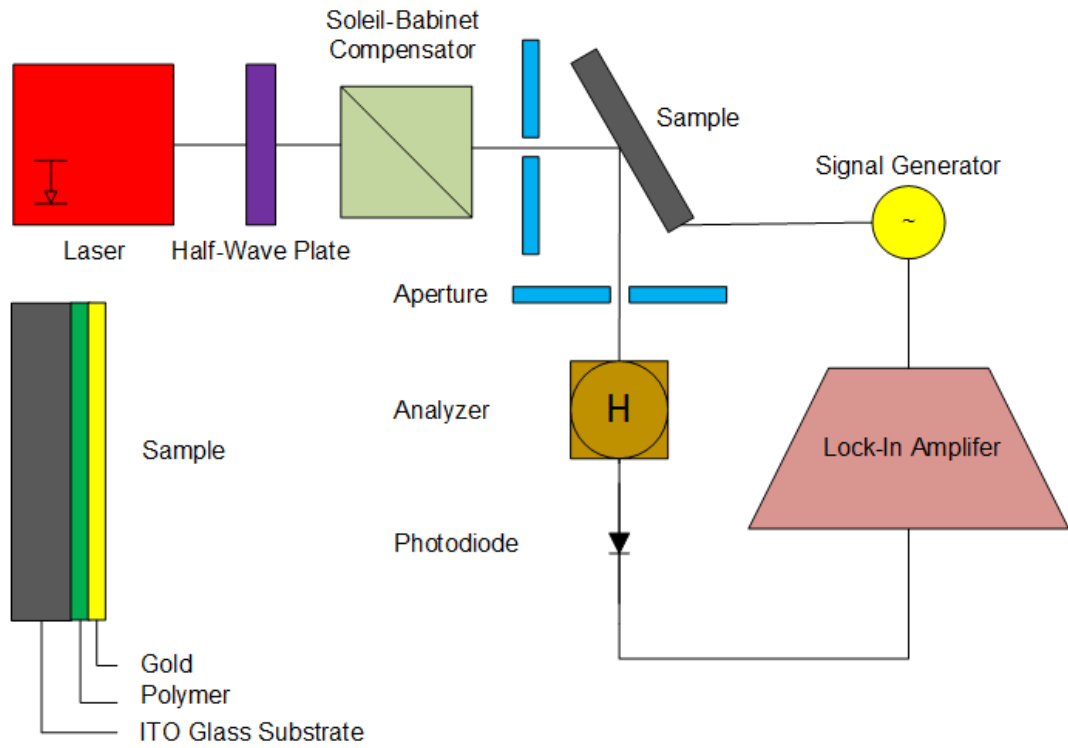 Soleil-Babinet
Compensator
Sample
Signal Generator
~
Laser
Half-Wave Plate
Aperture
Analyzer
H
Lock-In Amplifer
Sample
Photodiode
Gold
Polymer
ITO Glass Substrate